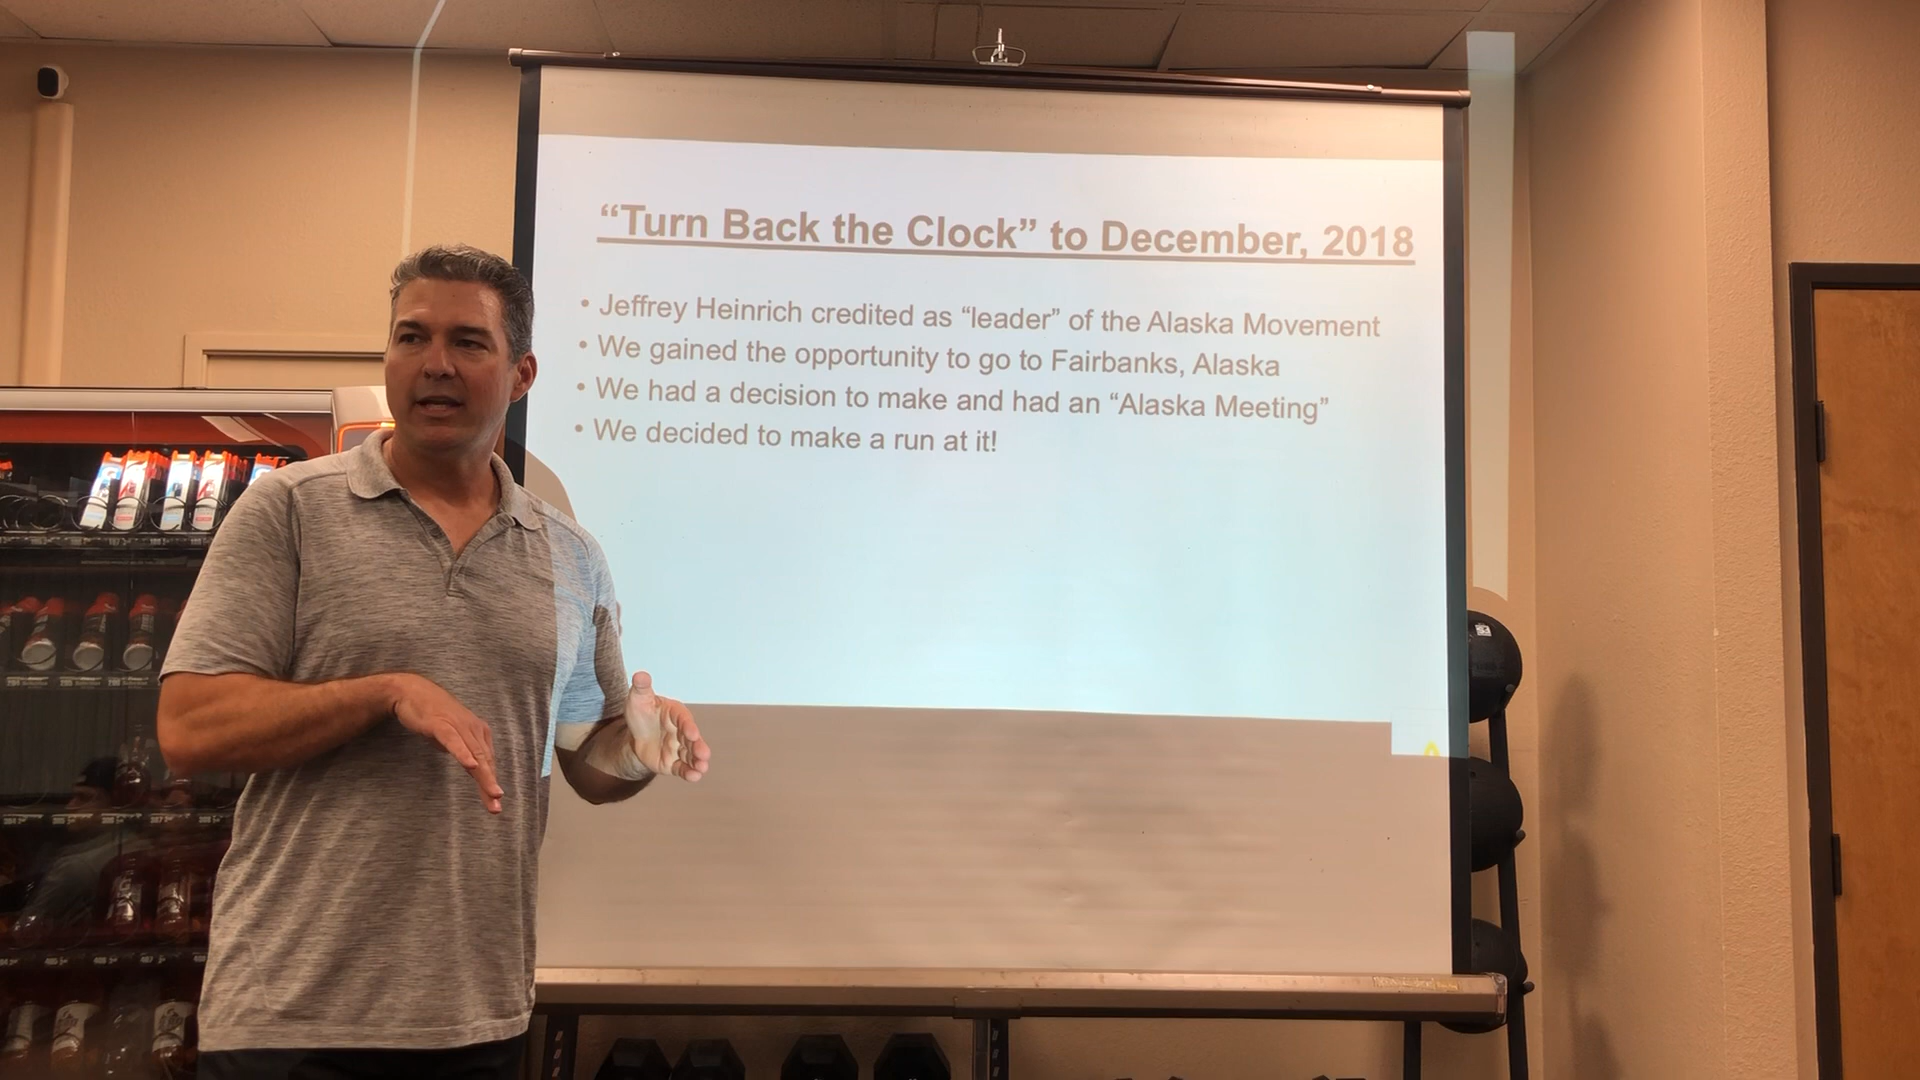 “Turn Back the Clock” to December, 2018
• Jeffrey Heinrich credited as “leader” of the Alaska Movement
• We gained the opportunity to go to Fairbanks, Alaska
• We had a decision to make and had an “Alaska Meeting”
• We decided to make a run at it!